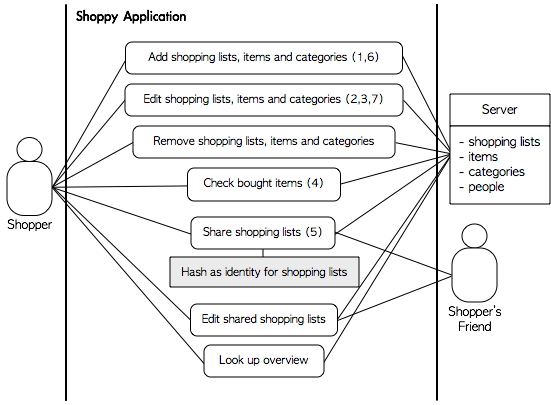 Shoppy Application
Add shopping lists, items and categories (1,6)
Edit shopping lists, items and categories (2,3,7)
Server
Remove shopping lists, items and categories
- shopping lists
- items
- categories
- people
Check bought items (4)
Shopper
Share shopping lists (5)
Hash as identity for shopping lists
Edit shared shopping lists
Shopper's
Friend
Look up overview